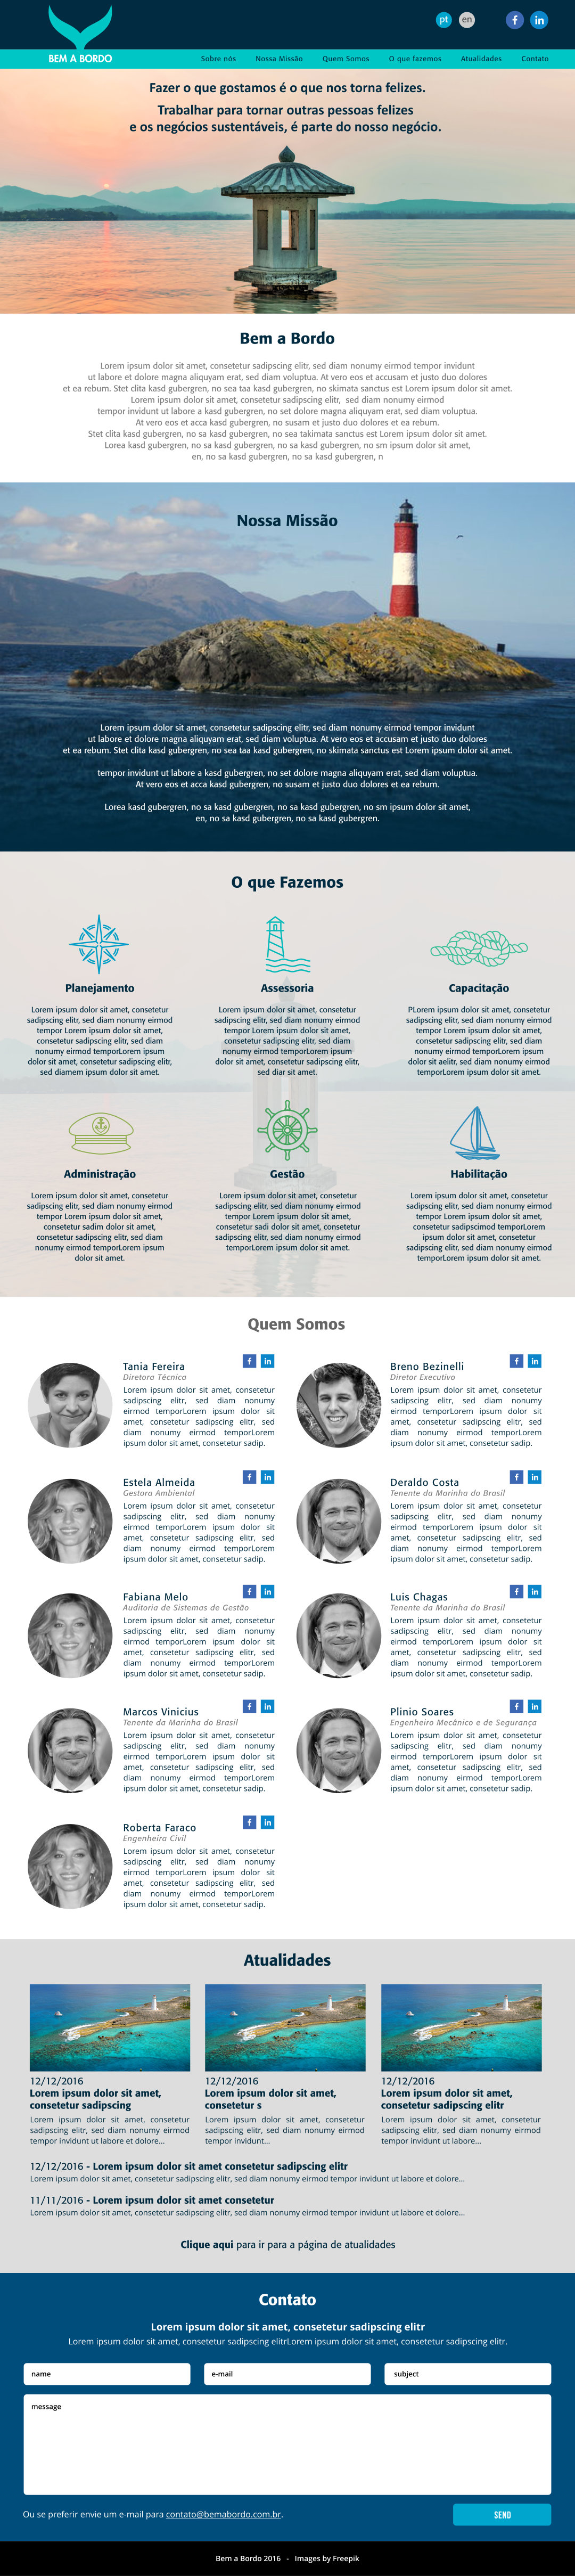 pt en f in
BEM A BORDO
Sobre nós Nossa Missão Quem Somos O que fazemos Atualidades Contato
Fazer o que gostamos é o que nos torna felizes.
Trabalhar para tornar outras pessoas felizes
e os negócios sustentáveis, é parte do nosso negócio.
Bem a Bordo
Lorem ipsum dolor sit amet, consetetur sadipscing elitr, sed diam nonumy eirmod tempor invidunt
ut labore et dolore magna aliquyam erat, sed diam voluptua. At vero eos et accusam et justo duo dolores
et ea rebum. Stet clita kasd gubergren, no sea taa kasd gubergren, no skimata sanctus est Lorem ipsum dolor sit amet.
Lorem ipsum dolor sit amet, consetetur sadipscing elitr, sed diam nonumy eirmod
tempor invidunt ut labore a kasd gubergren, no set dolore magna aliquyam erat, sed diam voluptua.
At vero eos et acca kasd gubergren, no susam et justo duo dolores et ea rebum.
Stet clita kasd gubergren, no sa kasd gubergren, no sea takimata sanctus est Lorem ipsum dolor sit amet.
Lorea kasd gubergren, no sa kasd gubergren, no sa kasd gubergren, no sm ipsum dolor sit amet,
en, no sa kasd gubergren, no sa kasd gubergren, n
Nossa Missão
Lorem ipsum dolor sit amet, consetetur sadipscing elitr, sed diam nonumy eirmod tempor invidunt
ut labore et dolore magna aliquyam erat, sed diam voluptua. At vero eos et accusam et justo duo dolores
et ea rebum. Stet clita kasd gubergren, no sea taa kasd gubergren, no skimata sanctus est Lorem ipsum dolor sit amet.
tempor invidunt ut labore a kasd gubergren, no set dolore magna aliquyam erat, sed diam voluptua.
At vero eos et acca kasd gubergren, no susam et justo duo dolores et ea rebum.
Lorea kasd gubergren, no sa kasd gubergren, no sa kasd gubergren, no sm ipsum dolor sit amet,
en, no sa kasd gubergren, no sa kasd gubergren.
O que Fazemos
Planejamento
Lorem ipsum dolor sit amet, consetetur
sadipscing elitr, sed diam nonumy eirmod
tempor Lorem ipsum dolor sit amet,
consetetur sadipscing elitr, sed diam
nonumy eirmod temporLorem ipsum
dolor sit amet, consetetur sadipscing elitr,
sed diamem ipsum dolor sit amet.
Assessoria
Lorem ipsum dolor sit amet, consetetur
sadipscing elitr, sed diam nonumy eirmod
tempor Lorem ipsum dolor sit amet,
consetetur sadipscing elitr, sed diam
nonumy eirmod temporLorem ipsum
dolor sit amet, consetetur sadipscing elitr,
sed diar sit amet.
Capacitação
PLorem ipsum dolor sit amet, consetetur
sadipscing elitr, sed diam nonumy eirmod
tempor Lorem ipsum dolor sit amet,
consetetur sadipscing elitr, sed diam
nonumy eirmod temporLorem ipsum
dolor sit aelitr, sed diam nonumy eirmod
temporLorem ipsum dolor sit amet.
Administração
Lorem ipsum dolor sit amet, consetetur
sadipscing elitr, sed diam nonumy eirmod
tempor Lorem ipsum dolor sit amet,
consetetur sadim dolor sit amet,
consetetur sadipscing elitr, sed diam
nonumy eirmod temporLorem ipsum
dolor sit amet.
Gestão
Lorem ipsum dolor sit amet, consetetur
sadipscing elitr, sed diam nonumy eirmod
tempor Lorem ipsum dolor sit amet,
consetetur sadi dolor sit amet, consetetur
sadipscing elitr, sed diam nonumy eirmod
temporLorem ipsum dolor sit amet.
Habilitação
Lorem ipsum dolor sit amet, consetetur
sadipscing elitr, sed diam nonumy eirmod
tempor Lorem ipsum dolor sit amet,
consetetur sadipscimod temporLorem
ipsum dolor sit amet, consetetur
sadipscing elitr, sed diam nonumy eirmod
temporLorem ipsum dolor sit amet.
Quem Somos
Tania Fereira f in
Diretora Técnica
Lorem ipsum dolor sit amet, consetetur
sadipscing elitr, sed diam nonumy
eirmod temporLorem ipsum dolor sit
amet, consetetur sadipscing elitr, sed
diam nonumy eirmod temporLorem
ipsum dolor sit amet, consetetur sadip.
Breno Bezinelli f in
Diretor Executivo
Lorem ipsum dolor sit amet, consetetur
sadipscing elitr, sed diam nonumy
eirmod temporLorem ipsum dolor sit
amet, consetetur sadipscing elitr, sed
diam nonumy eirmod temporLorem
ipsum dolor sit amet, consetetur sadip.
Estela Almeida f in
Gestora Ambiental
Lorem ipsum dolor sit amet, consetetur
sadipscing elitr, sed diam nonumy
eirmod temporLorem ipsum dolor sit
amet, consetetur sadipscing elitr, sed
diam nonumy eirmod temporLorem
ipsum dolor sit amet, consetetur sadip.
Deraldo Costa f in
Tenente da Marinha do Brasil
Lorem ipsum dolor sit amet, consetetur
sadipscing elitr, sed diam nonumy
eirmod temporLorem ipsum dolor sit
amet, consetetur sadipscing elitr, sed
diam nonumy eirmod temporLorem
ipsum dolor sit amet, consetetur sadip.
Fabiana Melo f in
Auditoria de Sistemas de Gestão
Lorem ipsum dolor sit amet, consetetur
sadipscing elitr, sed diam nonumy
eirmod temporLorem ipsum dolor sit
amet, consetetur sadipscing elitr, sed
diam nonumy eirmod temporLorem
ipsum dolor sit amet, consetetur sadip.
Luis Chagas f in
Tenente da Marinha do Brasil
Lorem ipsum dolor sit amet, consetetur
sadipscing elitr, sed diam nonumy
eirmod temporLorem ipsum dolor sit
amet, consetetur sadipscing elitr, sed
diam nonumy eirmod temporLorem
ipsum dolor sit amet, consetetur sadip.
Marcos Vinicius f in
Tenente da Marinha do Brasil
Lorem ipsum dolor sit amet, consetetur
sadipscing elitr, sed diam nonumy
eirmod temporLorem ipsum dolor sit
amet, consetetur sadipscing elitr, sed
diam nonumy eirmod temporLorem
ipsum dolor sit amet, consetetur sadip.
Plinio Soares f in
Engenheiro Mecânico e de Segurança
Lorem ipsum dolor sit amet, consetetur
sadipscing elitr, sed diam nonumy
eirmod temporLorem ipsum dolor sit
amet, consetetur sadipscing elitr, sed
diam nonumy eirmod temporLorem
ipsum dolor sit amet, consetetur sadip.
Roberta Faraco f in
Engenheira Civil
Lorem ipsum dolor sit amet, consetetur
sadipscing elitr, sed diam nonumy
eirmod temporLorem ipsum dolor sit
amet, consetetur sadipscing elitr, sed
diam nonumy eirmod temporLorem
ipsum dolor sit amet, consetetur sadip.
Atualidades
12/12/2016
Lorem ipsum dolor sit amet,
consetetur sadipscing
Lorem ipsum dolor sit amet, consetetur
sadipscing elitr, sed diam nonumy eirmod
tempor invidunt ut labore et dolore...
12/12/2016
Lorem ipsum dolor sit amet,
consetetur s
Lorem ipsum dolor sit amet, consetetur
sadipscing elitr, sed diam nonumy eirmod
tempor invidunt...
12/12/2016
Lorem ipsum dolor sit amet,
consetetur sadipscing elitr
Lorem ipsum dolor sit amet, consetetur
sadipscing elitr, sed diam nonumy eirmod
tempor invidunt ut labore...
12/12/2016 - Lorem ipsum dolor sit amet consetetur sadipscing elitr
Lorem ipsum dolor sit amet, consetetur sadipscing elitr, sed diam nonumy eirmod tempor invidunt ut labore et dolore...
11/11/2016 - Lorem ipsum dolor sit amet consetetur
Lorem ipsum dolor sit amet, consetetur sadipscing elitr, sed diam nonumy eirmod tempor invidunt ut labore et dolore...
Clique aqui para ir para a página de atualidades
Contato
Lorem ipsum dolor sit amet, consetetur sadipscing elitr
Lorem ipsum dolor sit amet, consetetur sadipscing elitrLorem ipsum dolor sit amet, consetetur sadipscing elitr.
name e-mail subject
message
Ou se preferir envie um e-mail para contato@bemabordo.com.br.
SEND
Bem a Bordo 2016 - Images by Freepik